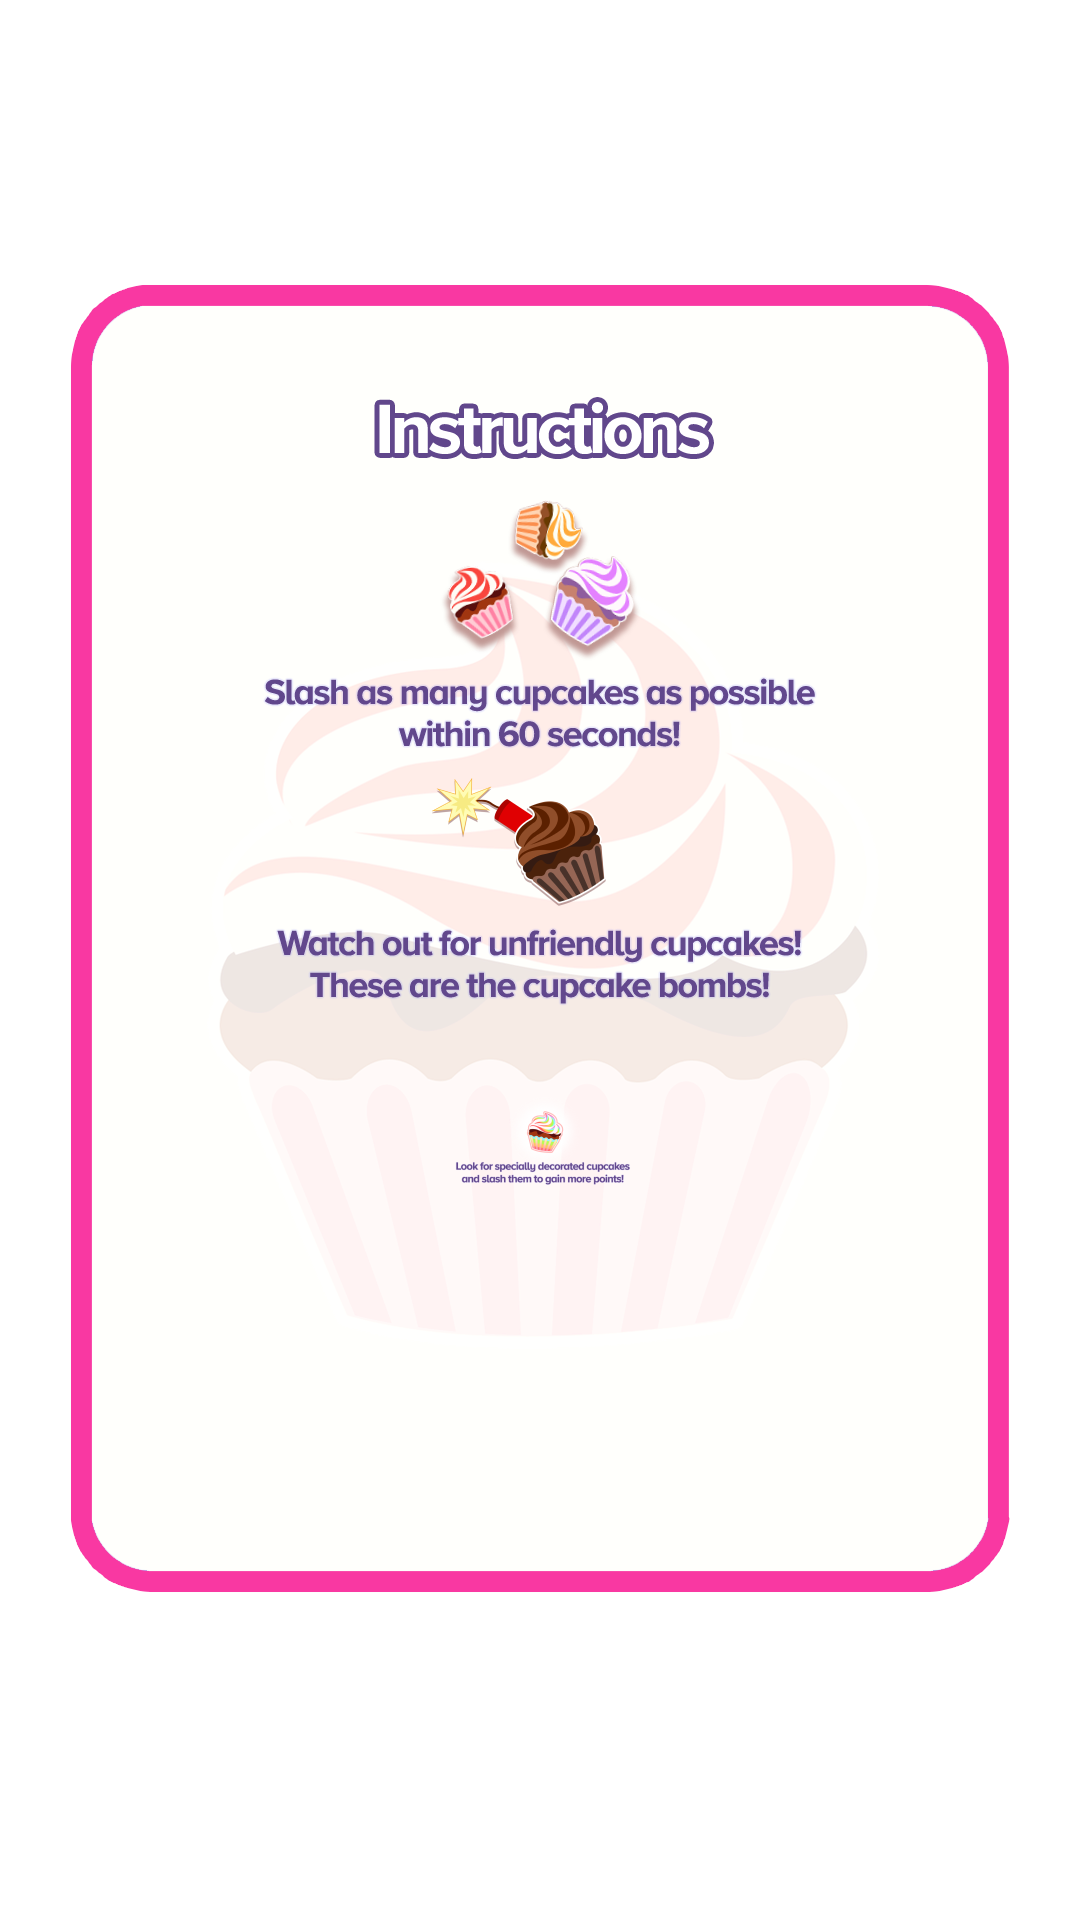 Instructions
Slash as many cupcakes as possible
within 60 seconds!
Watch out for unfriendly cupcakes!
These are the cupcake bombs!
Look for specially decorated cupcakes
and slash them to gain more points!